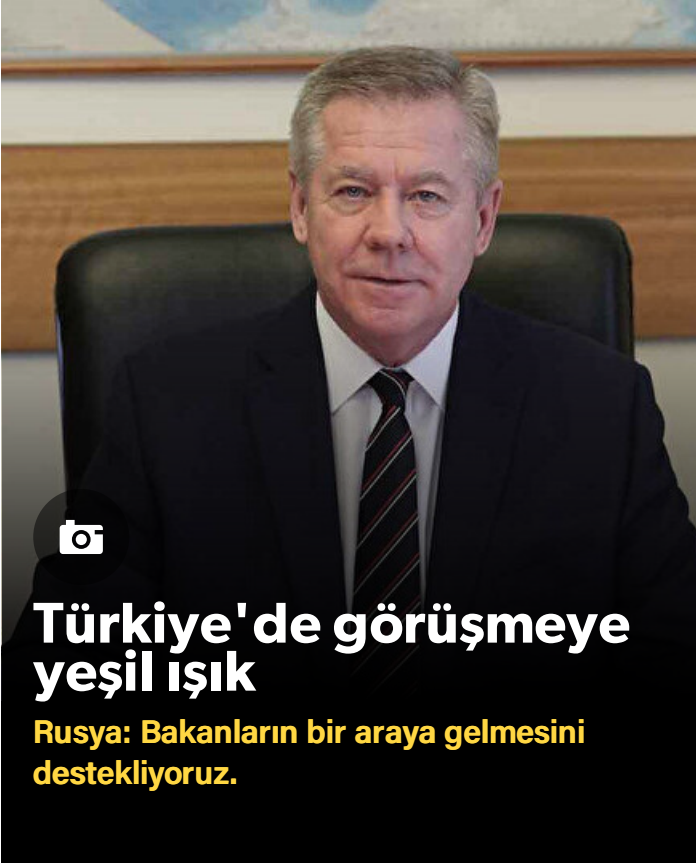 Türkiye'de görüşmeye
yeşil ışık
Rusya: Bakanların bir araya gelmesini
destekliyoruz.